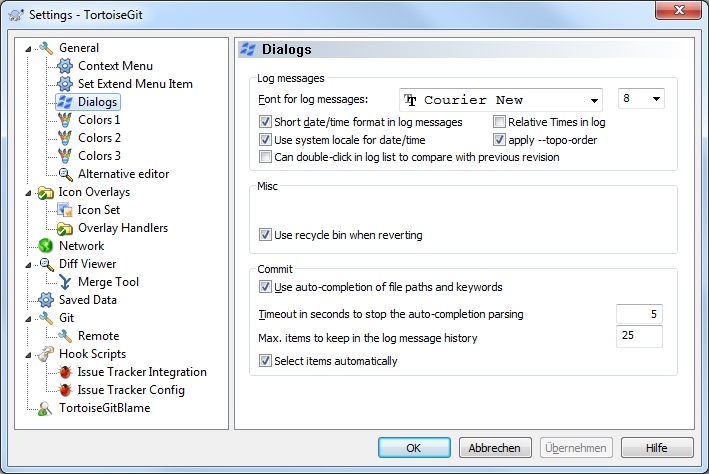 Settings - TortoiseGit
General
Context Menu
Set Extend Menu Item
Dialogs
Colors 1
Colors 2
Colors 3
Alternative editor
Icon Overlays
Icon Set
Overlay Handlers
Network
Diff Viewer
Merge Tool
Saved Data
Git
Remote
Hook Scripts
Issue Tracker Integration
Issue Tracker Config
TortoiseGitBlame
Dialogs
Log messages
Font for log messages: Courier New 8
Short date/time format in log messages Relative Times in log
Use system locale for date/time apply --topo-order
Can double-click in log list to compare with previous revision
Misc
Use recycle bin when reverting
Commit
Use auto-completion of file paths and keywords
Timeout in seconds to stop the auto-completion parsing 5
Max. items to keep in the log message history 25
Select items automatically
OK Abbrechen Übernehmen Hilfe